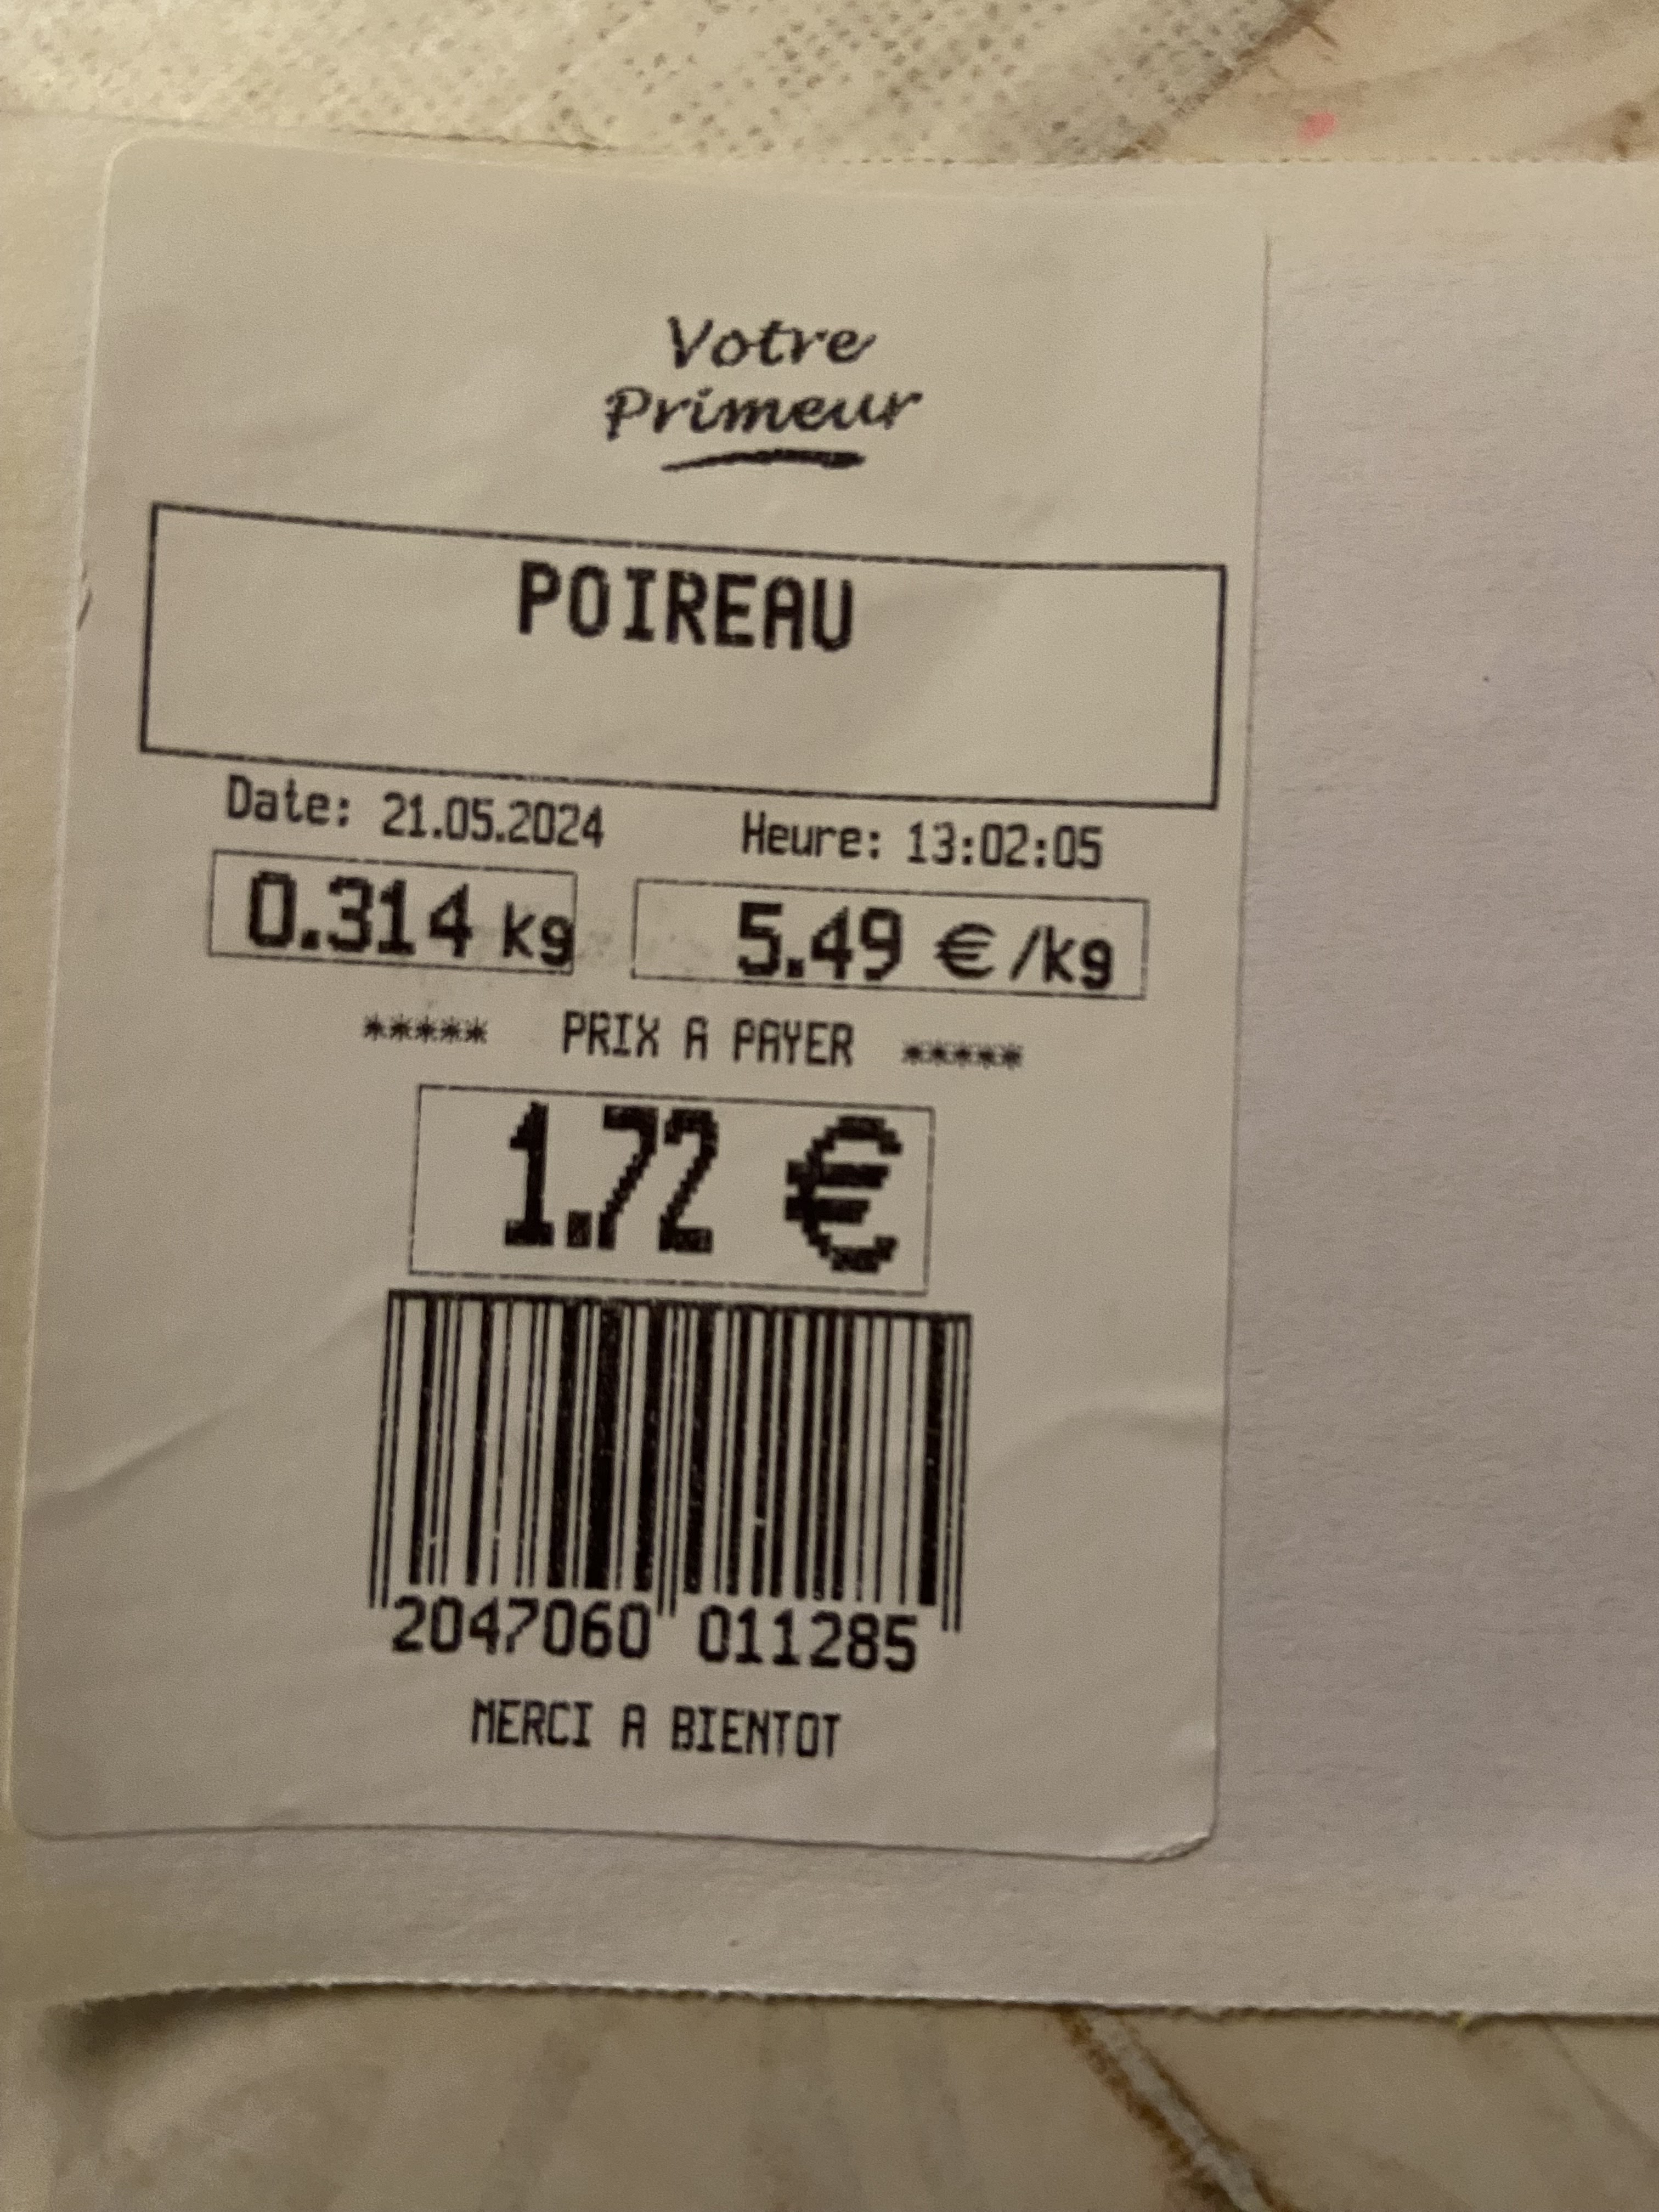 Votre
Primeur
POIREAU
Date: 21.05.2024 Heure: 13:02:05
0.314 kg 5.49 €/kg
***** PRIX A PAYER *****
1.72 €
2047060 011285
MERCI A BIENTOT